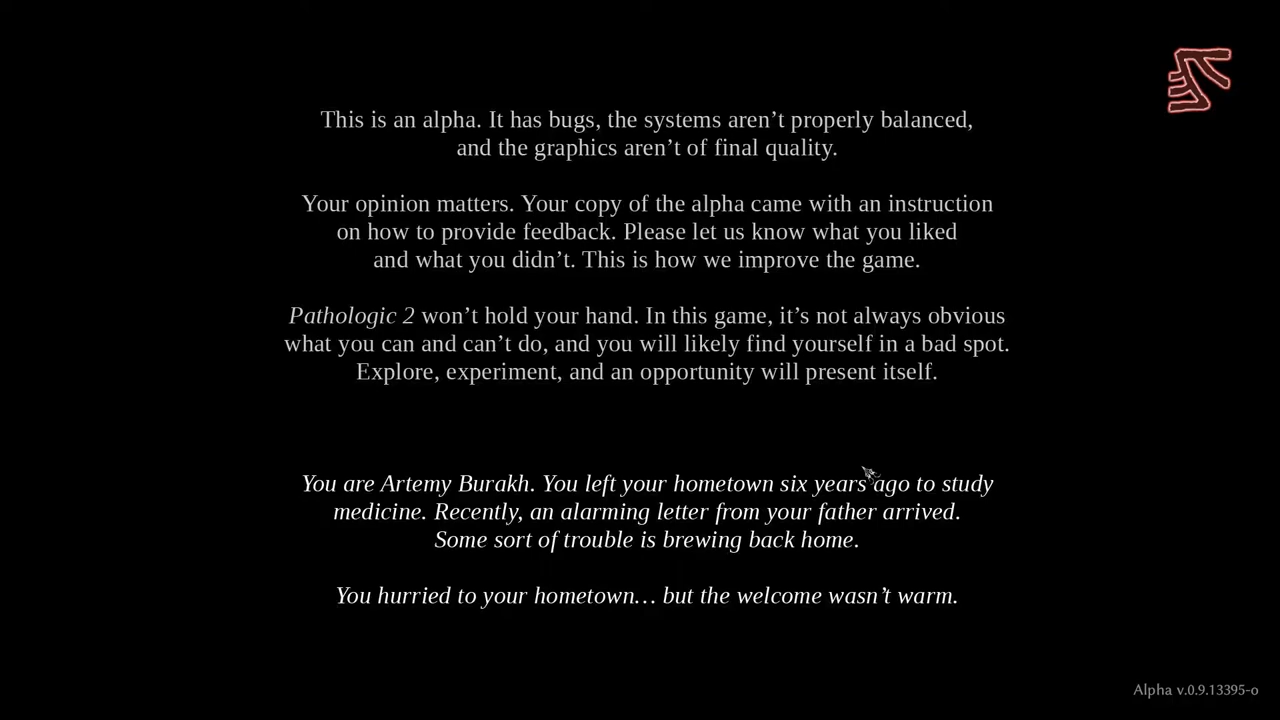 This is an alpha. It has bugs, the systems aren’t properly balanced,
and the graphics aren’t of final quality.
Your opinion matters. Your copy of the alpha came with an instruction
on how to provide feedback. Please let us know what you liked
and what you didn’t. This is how we improve the game.
Pathologic 2 won’t hold your hand. In this game, it’s not always obvious
what you can and can’t do, and you will likely find yourself in a bad spot.
Explore, experiment, and an opportunity will present itself.
You are Artemy Burakh. You left your hometown six years ago to study
medicine. Recently, an alarming letter from your father arrived.
Some sort of trouble is brewing back home.
You hurried to your hometown… but the welcome wasn’t warm.
Alpha v.0.9.13395-o